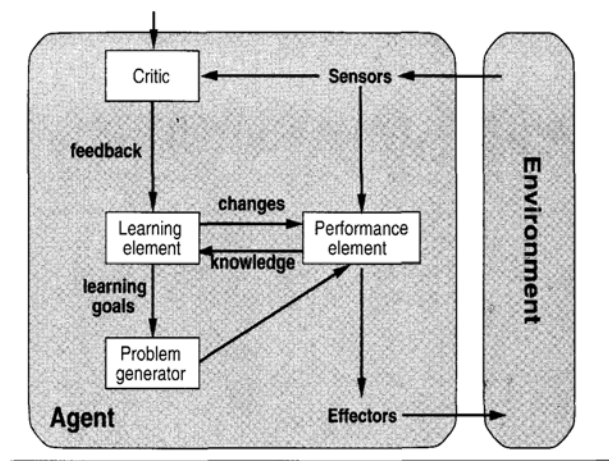 Critic
Sensors
feedback
changes
Learning
element
Performance
element
knowledge
learning
goals
Problem
generator
Agent
Effectors
Environment